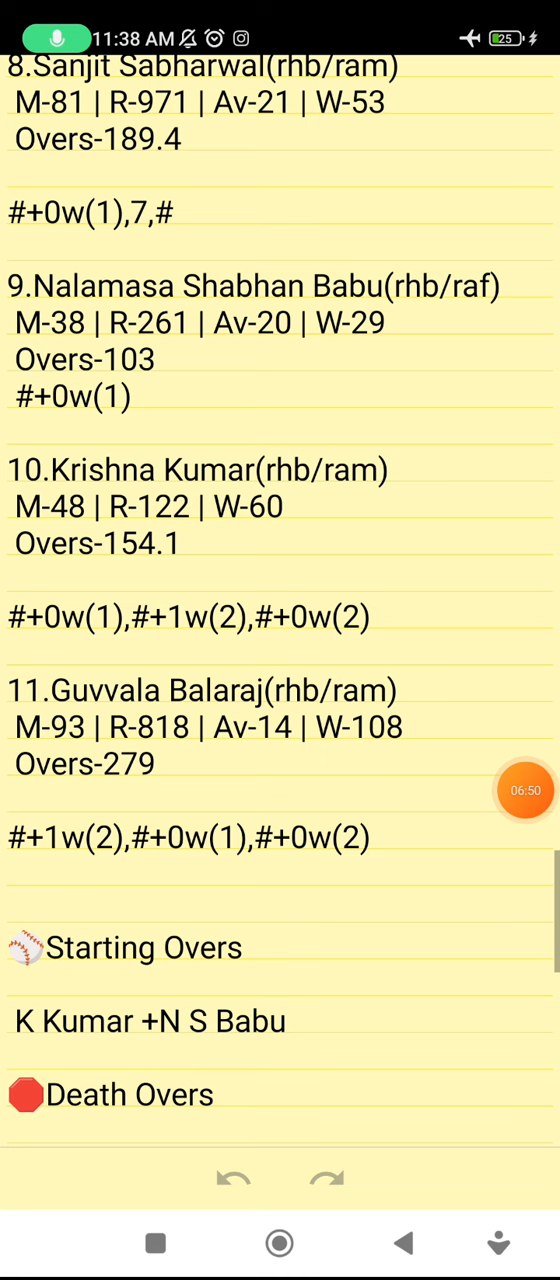 11:38 AM
25
8.Sanjit Sabharwal(rhb/ram)
M-81 | R-971 | Av-21 | W-53
Overs-189.4
#+0w(1),7,#
9.Nalamasa Shabhan Babu(rhb/raf)
M-38 | R-261 | Av-20 | W-29
Overs-103
#+0w(1)
10.Krishna Kumar(rhb/ram)
M-48 | R-122 | W-60
Overs-154.1
#+0w(1),#+1w(2),#+0w(2)
11.Guvvala Balaraj(rhb/ram)
M-93 | R-818 | Av-14 | W-108
Overs-279
06:50
#+1w(2),#+0w(1),#+0w(2)
⚾Starting Overs
K Kumar +N S Babu
🛑Death Overs